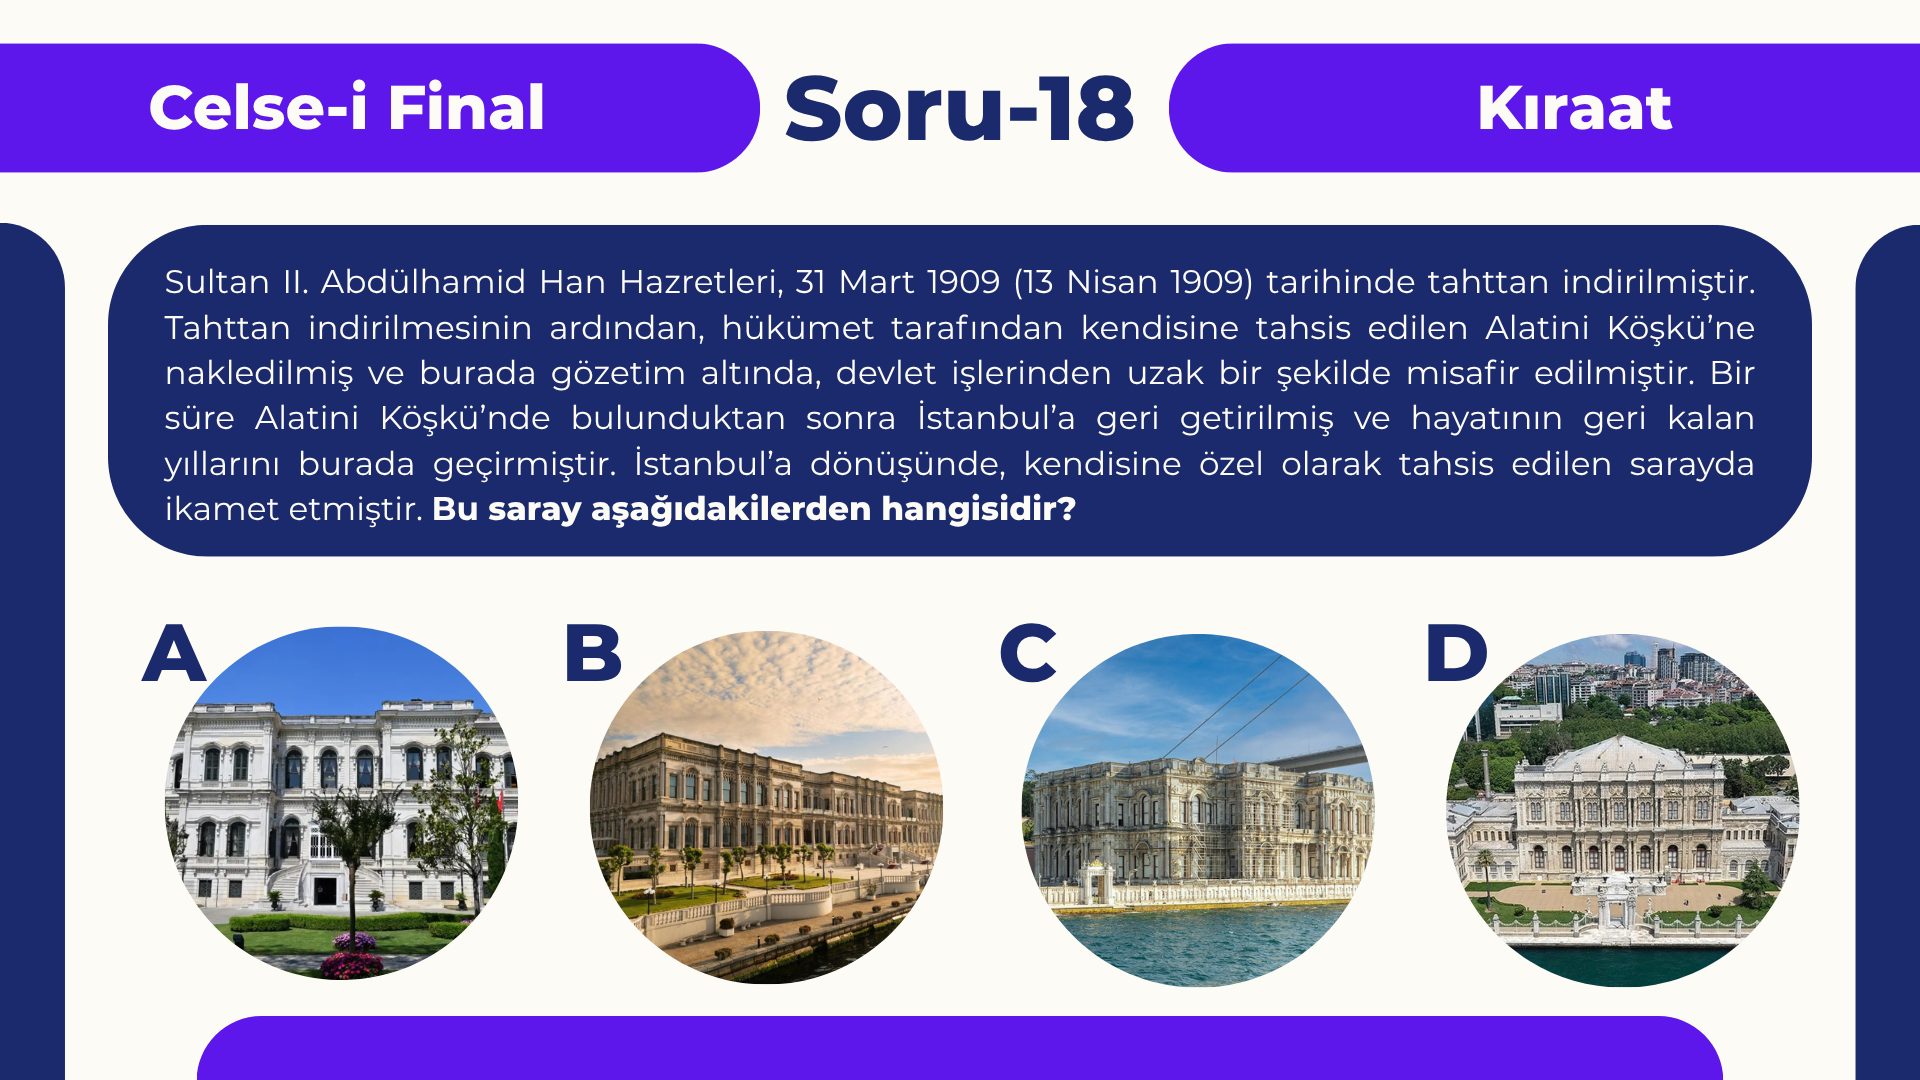 Celse-i Final
Soru-18
Kıraat
Sultan II. Abdülhamid Han Hazretleri, 31 Mart 1909 (13 Nisan 1909) tarihinde tahttan indirilmiştir.
Tahttan indirilmesinin ardından, hükümet tarafından kendisine tahsis edilen Alatini Köşkü’ne
nakledilmiş ve burada gözetim altında, devlet işlerinden uzak bir şekilde misafir edilmiştir. Bir
süre Alatini Köşkü’nde bulunduktan sonra İstanbul’a geri getirilmiş ve hayatının geri kalan
yıllarını burada geçirmiştir. İstanbul’a dönüşünde, kendisine özel olarak tahsis edilen sarayda
ikamet etmiştir. Bu saray aşağıdakilerden hangisidir?
A
B
C
D